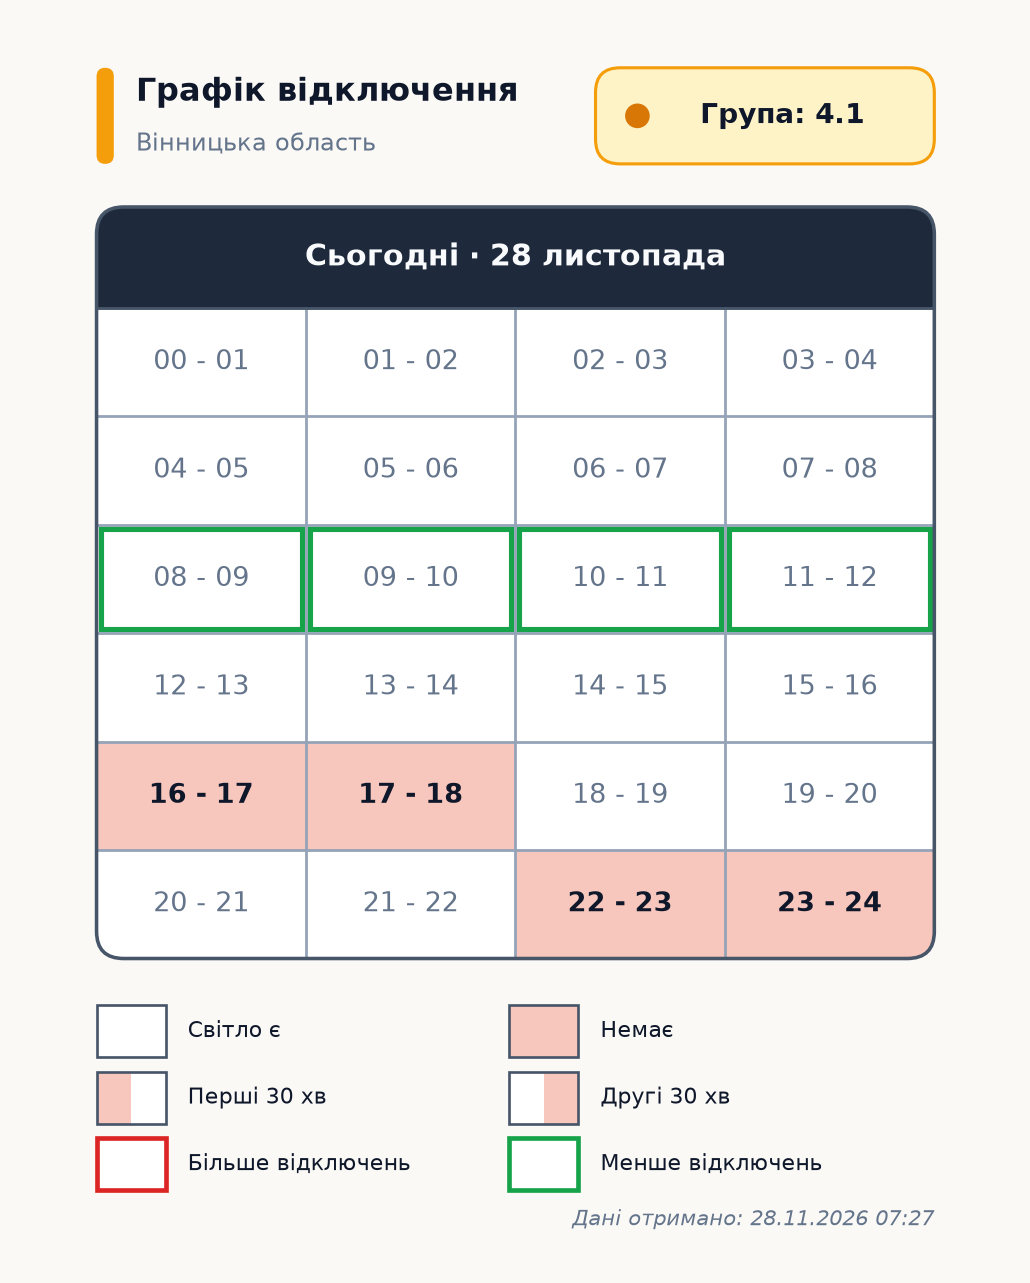 Графік відключення
Вінницька область
Група: 4.1
Сьогодні · 28 листопада
00 - 01 01 - 02 02 - 03 03 - 04
04 - 05 05 - 06 06 - 07 07 - 08
08 - 09 09 - 10 10 - 11 11 - 12
12 - 13 13 - 14 14 - 15 15 - 16
16 - 17 17 - 18 18 - 19 19 - 20
20 - 21 21 - 22 22 - 23 23 - 24
Світло є Немає
Перші 30 хв Другі 30 хв
Більше відключень Менше відключень
Дані отримано: 28.11.2026 07:27